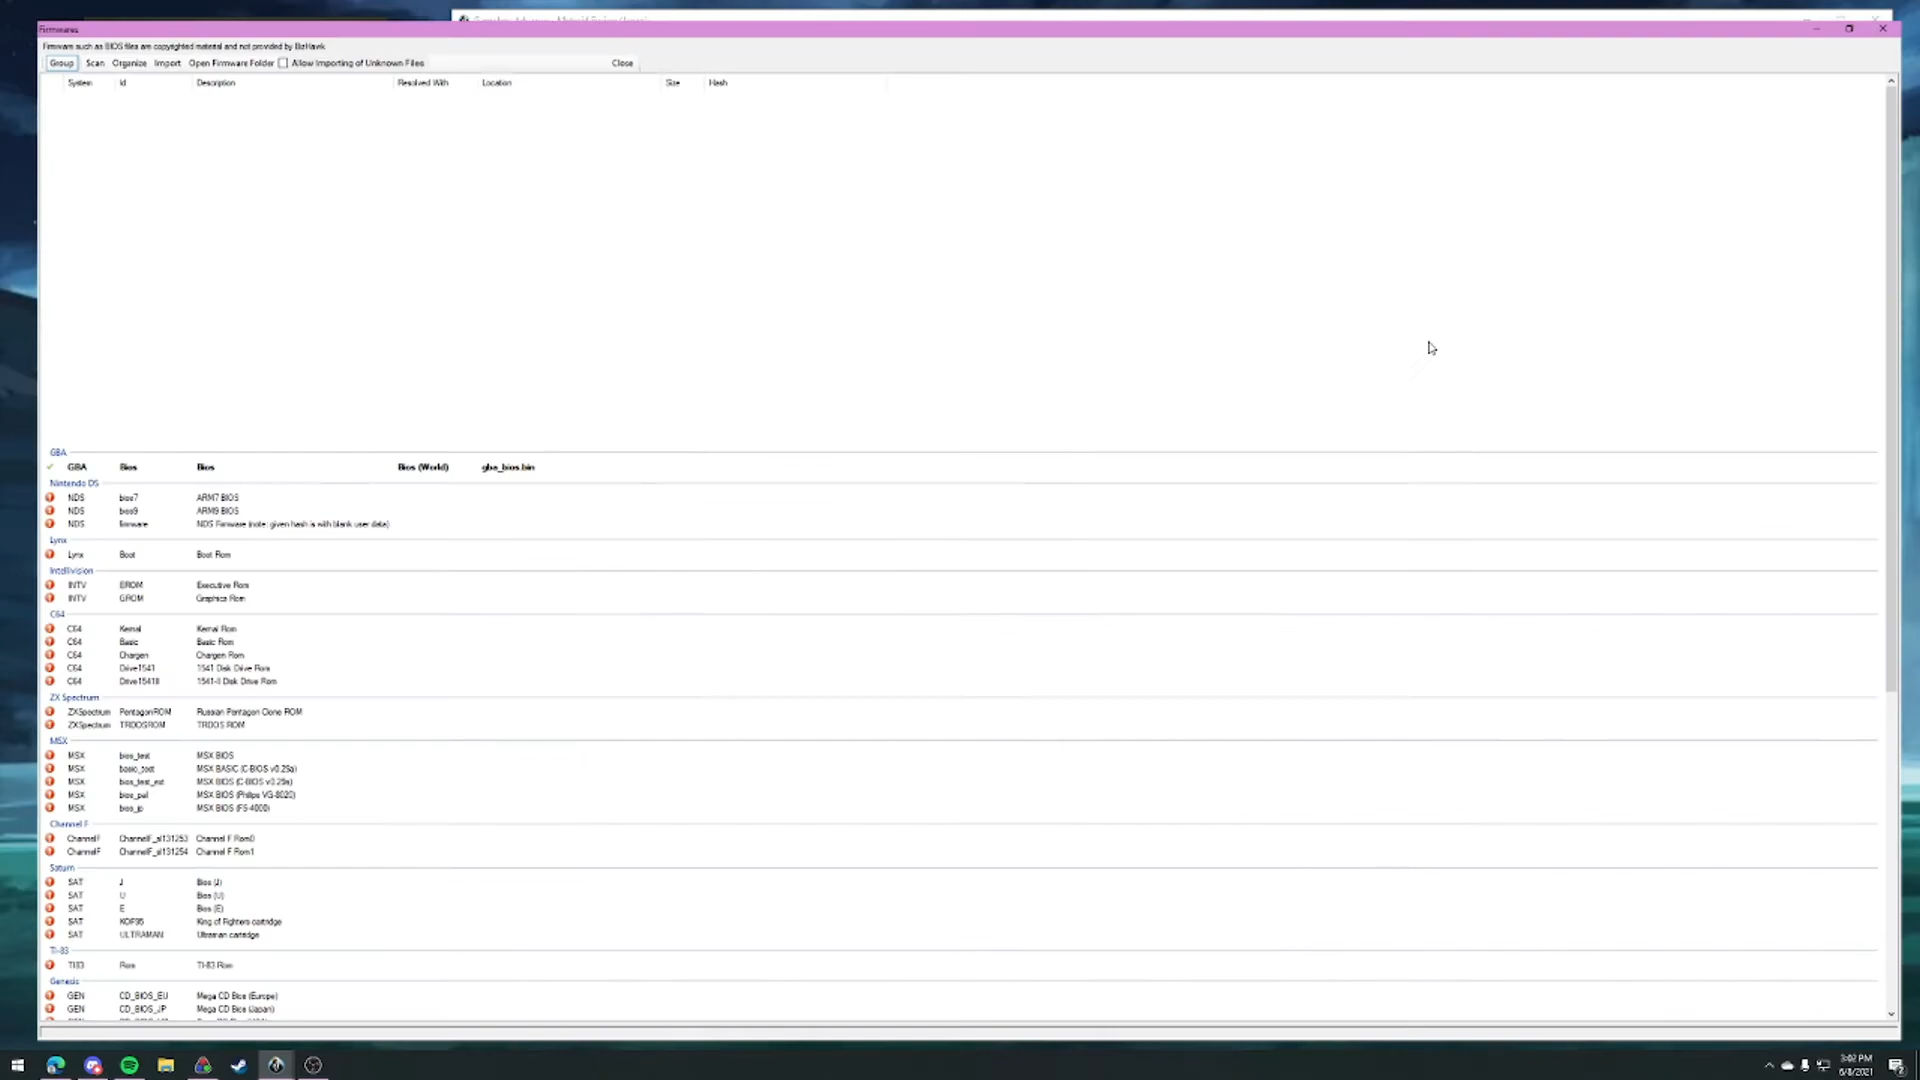 Firmwares
Firmware such as BIOS files are copyrighted material and not provided by BizHawk
Group Scan Organize Import Open Firmware Folder Allow Importing of Unknown Files Close
System Id Description Resolved With Location Size Hash
GBA
GBA Bios Bios Bios (World) gba_bios.bin
Nintendo DS
NDS bios7 ARM7 BIOS
NDS bios9 ARM9 BIOS
NDS firmware NDS Firmware (note: given hash is with blank user data)
Lynx
Lynx Boot Boot Rom
Intellivision
INTV EROM Executive Rom
INTV GROM Graphics Rom
C64
C64 Kernal Kernal Rom
C64 Basic Basic Rom
C64 Chargen Chargen Rom
C64 Drive1541 1541 Disk Drive Rom
C64 Drive1541II 1541-II Disk Drive Rom
ZX Spectrum
ZXSpectrum PentagonROM Russian Pentagon Clone ROM
ZXSpectrum TRDOSROM TRDOS ROM
MSX
MSX bios_test MSX BIOS
MSX basic_test MSX BASIC (C-BIOS v0.29a)
MSX bios_test_ext MSX BIOS (C-BIOS v0.29a)
MSX bios_pal MSX BIOS (Philips VG-8020)
MSX bios_jp MSX BIOS (FS-4000)
Channel F
ChannelF ChannelF_sl131253 Channel F Rom0
ChannelF ChannelF_sl131254 Channel F Rom1
Saturn
SAT J Bios (J)
SAT U Bios (U)
SAT E Bios (E)
SAT KOF95 King of Fighters cartridge
SAT ULTRAMAN Ultraman cartridge
TI-83
TI83 Rom TI-83 Rom
Genesis
GEN CD_BIOS_EU Mega CD Bios (Europe)
GEN CD_BIOS_JP Mega CD Bios (Japan)
3:02 PM
6/8/2021